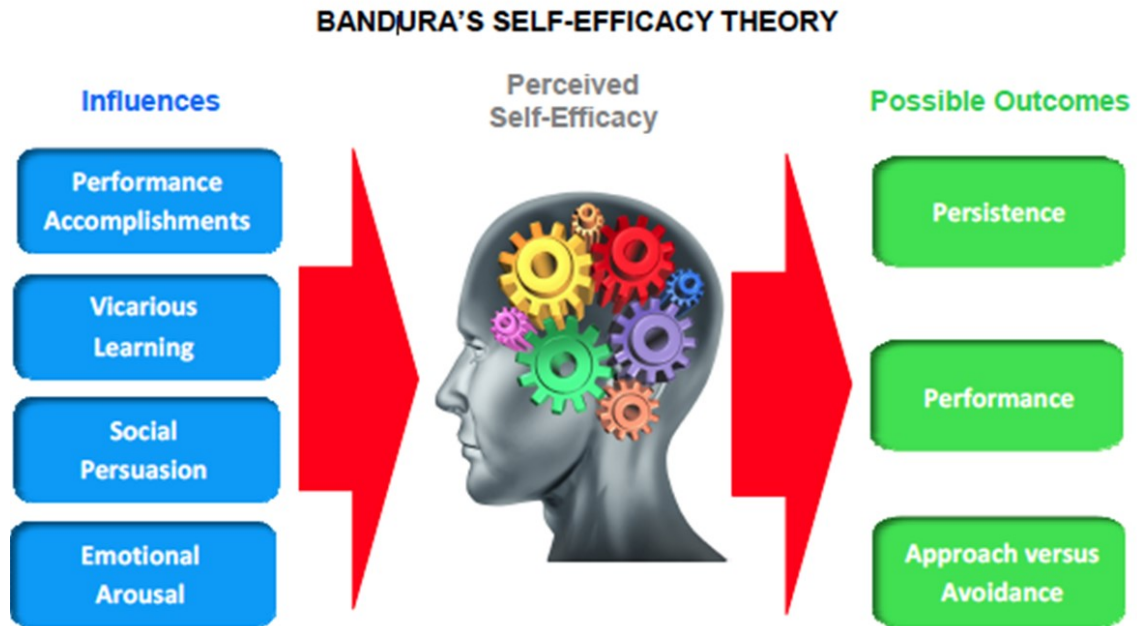 BANDURA'S SELF-EFFICACY THEORY
Influences
Performance
Accomplishments
Vicarious
Learning
Social
Persuasion
Emotional
Arousal
Perceived
Self-Efficacy
Possible Outcomes
Persistence
Performance
Approach versus
Avoidance